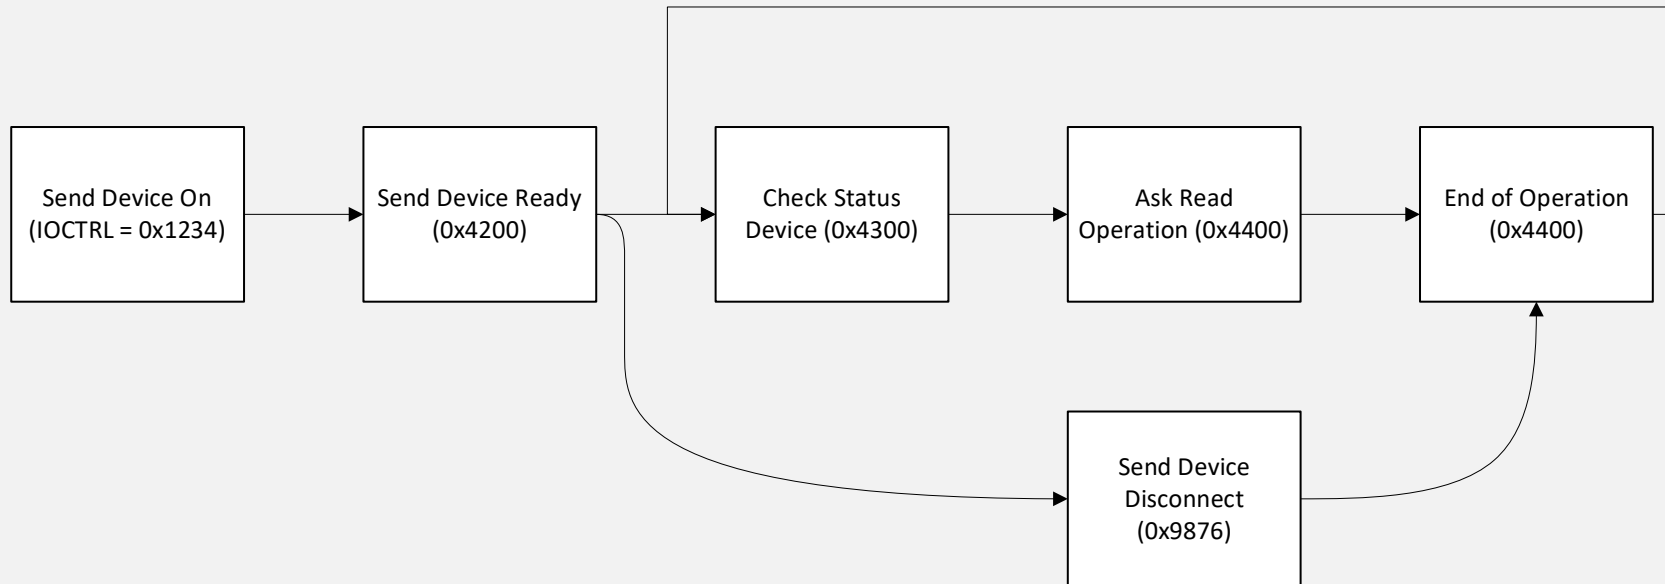 Send Device On
(IOCTRL = 0x1234)
Send Device Ready
(0x4200)
Check Status
Device (0x4300)
Ask Read
Operation (0x4400)
End of Operation
(0x4400)
Send Device
Disconnect
(0x9876)